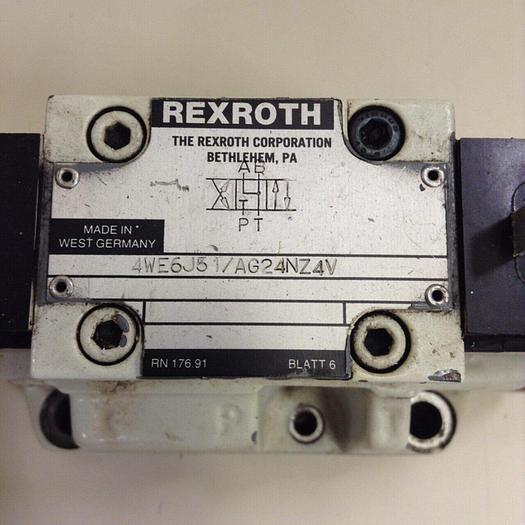 REXROTH
THE REXROTH CORPORATION
BETHLEHEM, PA
AB
T
PT
MADE IN
WEST GERMANY
4WE6J51/AG24NZ4V
RN 176.91 BLATT 6